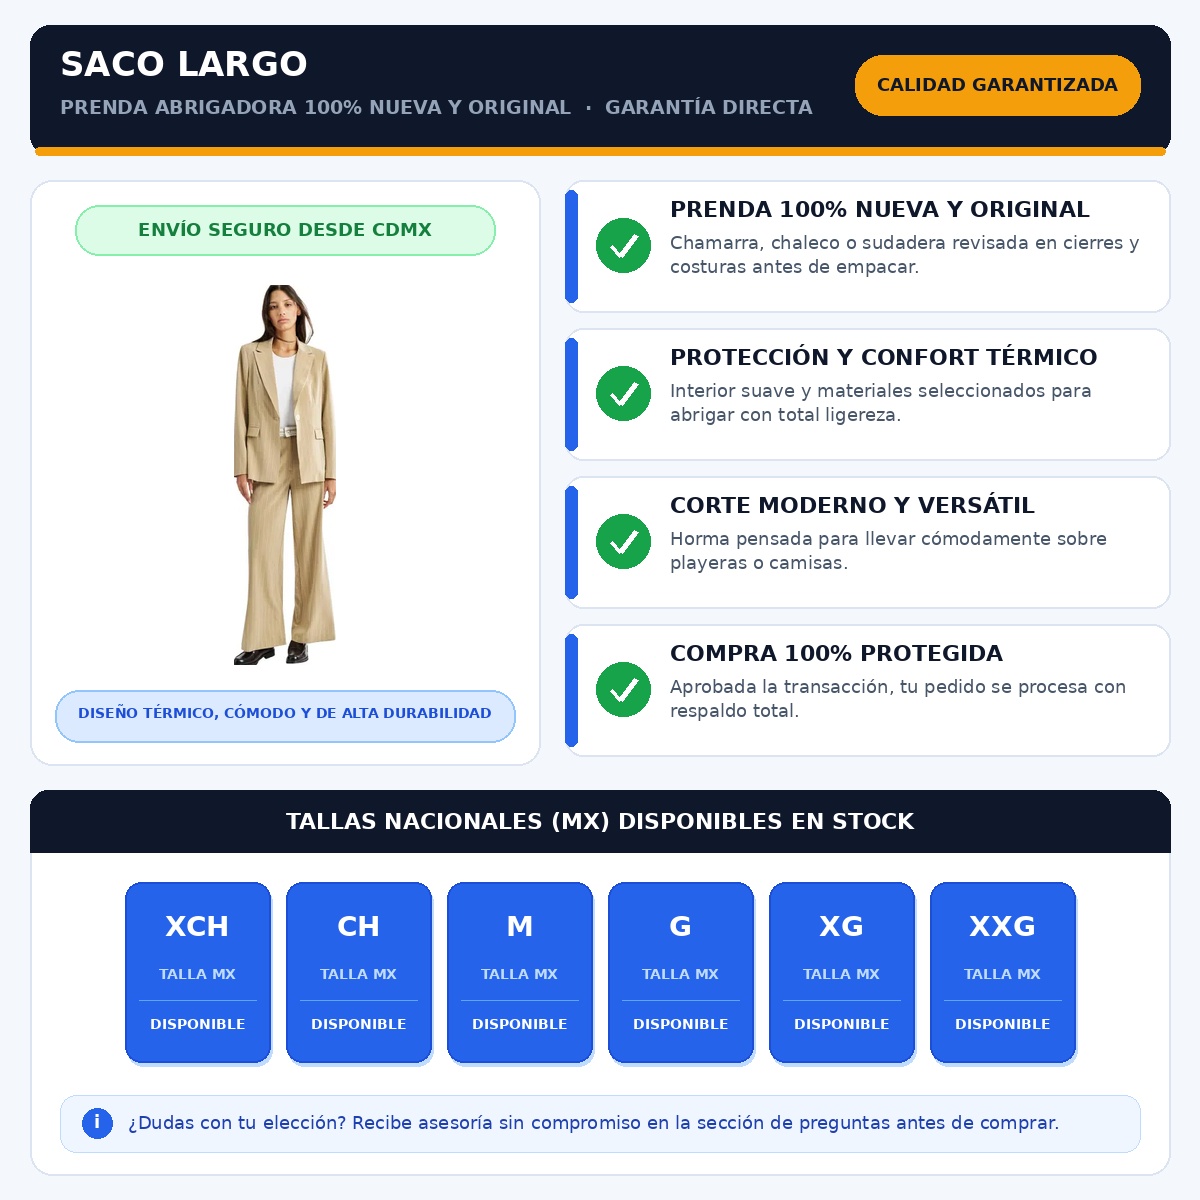 SACO LARGO
PRENDA ABRIGADORA 100% NUEVA Y ORIGINAL · GARANTÍA DIRECTA
CALIDAD GARANTIZADA
ENVÍO SEGURO DESDE CDMX
DISEÑO TÉRMICO, CÓMODO Y DE ALTA DURABILIDAD
PRENDA 100% NUEVA Y ORIGINAL
Chamarra, chaleco o sudadera revisada en cierres y
costuras antes de empacar.
PROTECCIÓN Y CONFORT TÉRMICO
Interior suave y materiales seleccionados para
abrigar con total ligereza.
CORTE MODERNO Y VERSÁTIL
Horma pensada para llevar cómodamente sobre
playeras o camisas.
COMPRA 100% PROTEGIDA
Aprobada la transacción, tu pedido se procesa con
respaldo total.
TALLAS NACIONALES (MX) DISPONIBLES EN STOCK
XCH
TALLA MX
DISPONIBLE
CH
TALLA MX
DISPONIBLE
M
TALLA MX
DISPONIBLE
G
TALLA MX
DISPONIBLE
XG
TALLA MX
DISPONIBLE
XXG
TALLA MX
DISPONIBLE
i
¿Dudas con tu elección? Recibe asesoría sin compromiso en la sección de preguntas antes de comprar.